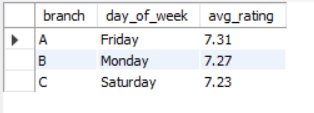 branch day_of_week avg_rating
A Friday 7.31
B Monday 7.27
C Saturday 7.23